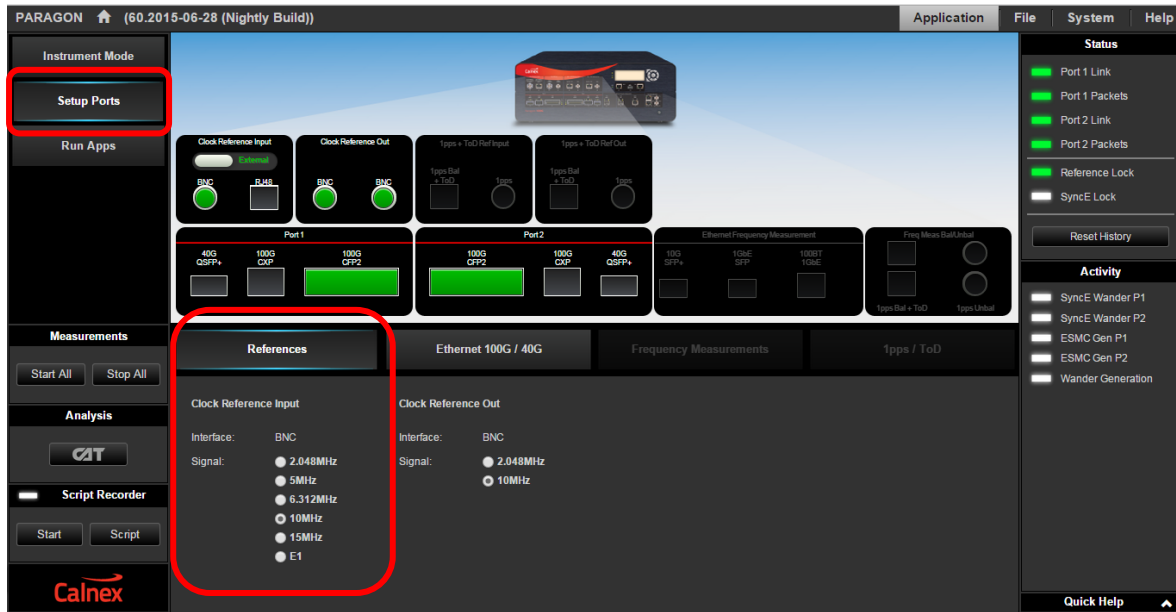 PARAGON (60.2015-06-28 (Nightly Build)) Application File System Help
Instrument Mode
Setup Ports
Run Apps
Calnex
Clock Reference Input
External
BNC RJ48
Clock Reference Out
BNC BNC
1pps + ToD Ref Input
1pps Bal
+ ToD 1pps
1pps + ToD Ref Out
1pps Bal
+ ToD 1pps
Port 1
40G
QSFP+
100G
CXP
100G
CFP2
Port 2
100G
CFP2
100G
CXP
40G
QSFP+
Ethernet Frequency Measurement
10G
SFP+
1GbE
SFP
100BT
1GbE
Freq Meas Bal/Unbal
1pps Bal + ToD 1pps Unbal
References Ethernet 100G / 40G Frequency Measurements 1pps / ToD
Clock Reference Input
Interface: BNC
Signal: 2.048MHz
5MHz
6.312MHz
10MHz
15MHz
E1
Clock Reference Out
Interface: BNC
Signal: 2.048MHz
10MHz
Measurements
Start All Stop All
Analysis
CAT
Script Recorder
Start Script
Calnex
Status
Port 1 Link
Port 1 Packets
Port 2 Link
Port 2 Packets
Reference Lock
SyncE Lock
Reset History
Activity
SyncE Wander P1
SyncE Wander P2
ESMC Gen P1
ESMC Gen P2
Wander Generation
Quick Help